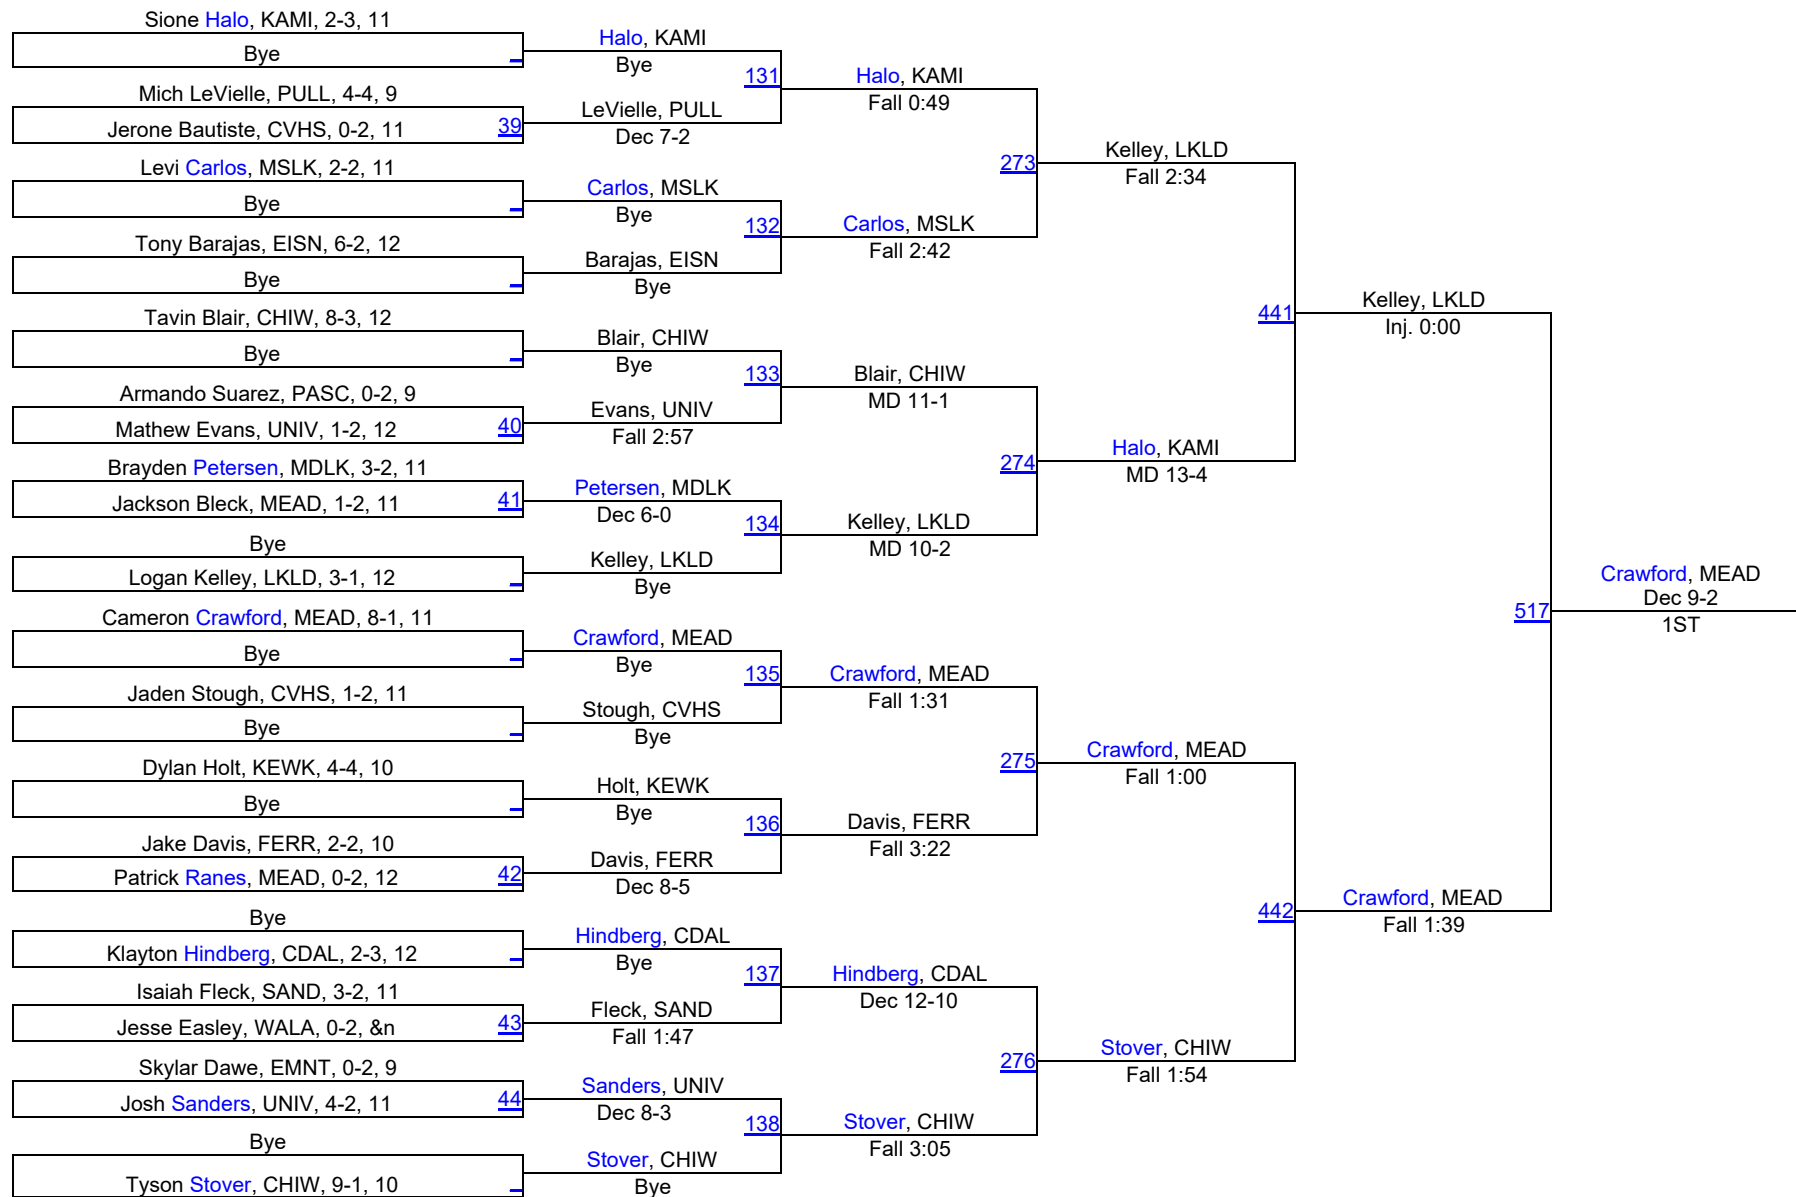 Sione Halo, KAMI, 2-3, 11
Bye
Mich LeVielle, PULL, 4-4, 9
Jerone Bautiste, CVHS, 0-2, 11 39
Levi Carlos, MSLK, 2-2, 11
Bye
Tony Barajas, EISN, 6-2, 12
Bye
Tavin Blair, CHIW, 8-3, 12
Bye
Armando Suarez, PASC, 0-2, 9
Mathew Evans, UNIV, 1-2, 12 40
Brayden Petersen, MDLK, 3-2, 11
Jackson Bleck, MEAD, 1-2, 11 41
Bye
Logan Kelley, LKLD, 3-1, 12
Cameron Crawford, MEAD, 8-1, 11
Bye
Jaden Stough, CVHS, 1-2, 11
Bye
Dylan Holt, KEWK, 4-4, 10
Bye
Jake Davis, FERR, 2-2, 10
Patrick Ranes, MEAD, 0-2, 12 42
Bye
Klayton Hindberg, CDAL, 2-3, 12
Isaiah Fleck, SAND, 3-2, 11
Jesse Easley, WALA, 0-2, &n 43
Skylar Dawe, EMNT, 0-2, 9
Josh Sanders, UNIV, 4-2, 11 44
Bye
Tyson Stover, CHIW, 9-1, 10
Halo, KAMI
Bye
131
LeVielle, PULL
Dec 7-2
Carlos, MSLK
Bye
132
Barajas, EISN
Bye
Blair, CHIW
Bye
133
Evans, UNIV
Fall 2:57
Petersen, MDLK
Dec 6-0
134
Kelley, LKLD
Bye
Crawford, MEAD
Bye
135
Stough, CVHS
Bye
Holt, KEWK
Bye
136
Davis, FERR
Dec 8-5
Hindberg, CDAL
Bye
137
Fleck, SAND
Fall 1:47
Sanders, UNIV
Dec 8-3
138
Stover, CHIW
Bye
Halo, KAMI
Fall 0:49
273
Carlos, MSLK
Fall 2:42
Blair, CHIW
MD 11-1
274
Kelley, LKLD
MD 10-2
Crawford, MEAD
Fall 1:31
275
Davis, FERR
Fall 3:22
Hindberg, CDAL
Dec 12-10
276
Stover, CHIW
Fall 3:05
Kelley, LKLD
Fall 2:34
441
Halo, KAMI
MD 13-4
Crawford, MEAD
Fall 1:00
442
Stover, CHIW
Fall 1:54
Kelley, LKLD
Inj. 0:00
517
Crawford, MEAD
Fall 1:39
Crawford, MEAD
Dec 9-2
1ST